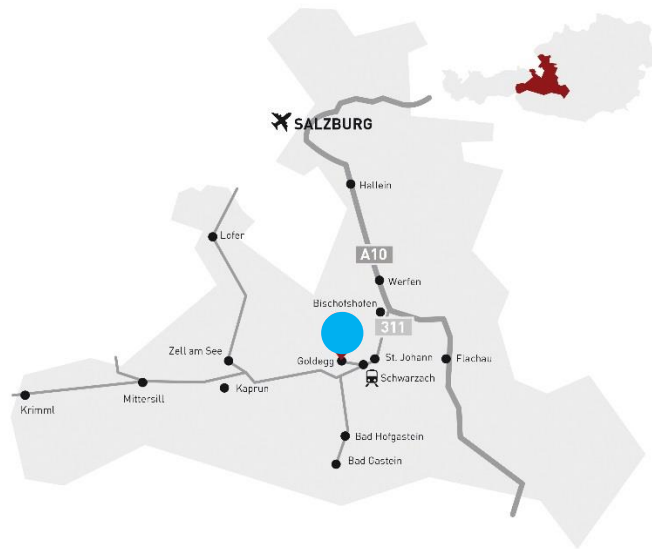 SALZBURG
Hallein
Lofer
A10
Werfen
Bischofshofen
311
Zell am See
Goldegg
St. Johann
Flachau
Schwarzach
Kaprun
Mittersill
Krimml
Bad Hofgastein
Bad Gastein